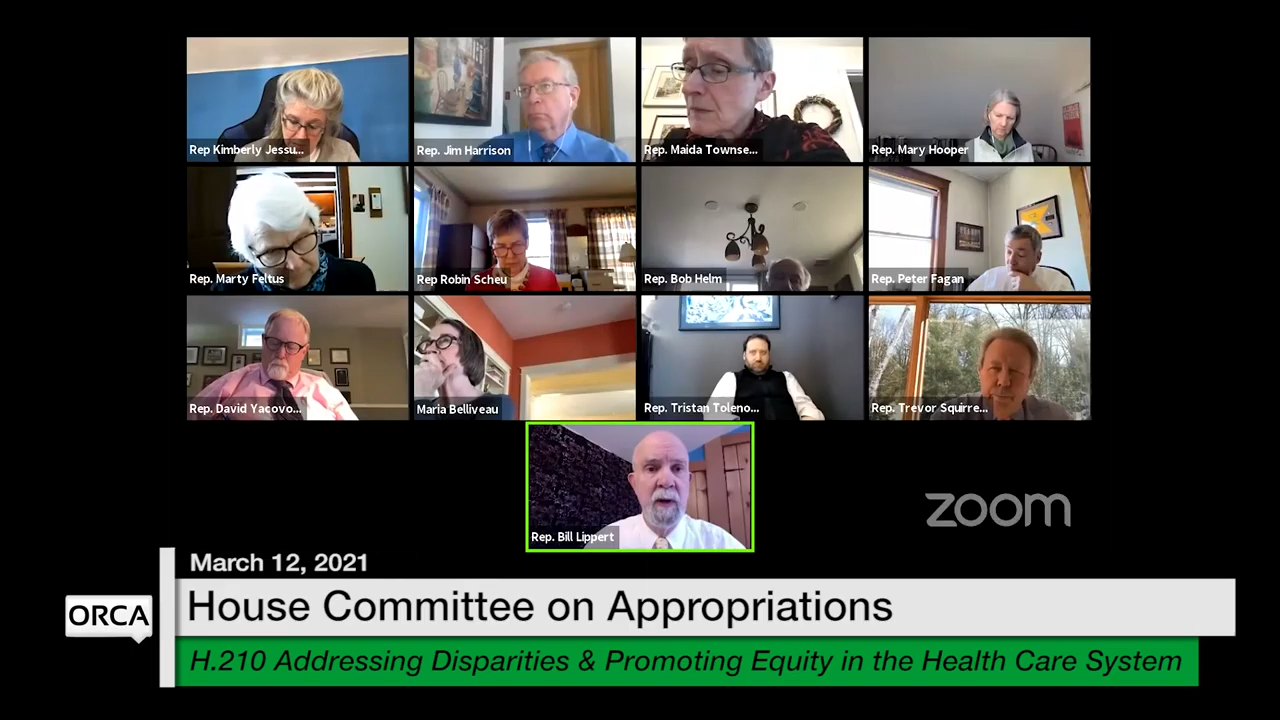 Rep Kimberly Jessu...
Rep. Jim Harrison
Rep. Maida Townse...
Rep. Mary Hooper
Rep. Marty Feltus
Rep Robin Scheu
Rep. Bob Helm
Rep. Peter Fagan
Rep. David Yacovo...
Maria Belliveau
Rep. Tristan Toleno...
Rep. Trevor Squirre...
Rep. Bill Lippert
zoom
March 12, 2021
ORCA
House Committee on Appropriations
H.210 Addressing Disparities & Promoting Equity in the Health Care System